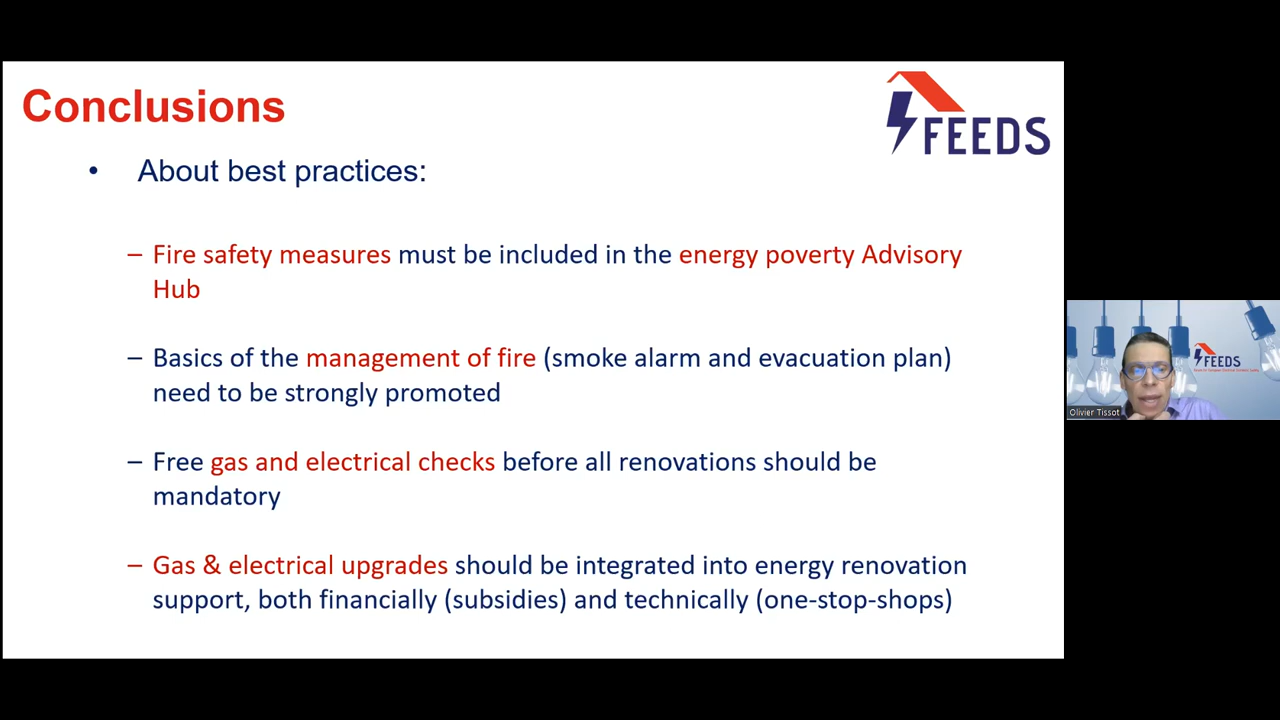 Conclusions
FEEDS
• About best practices:
– Fire safety measures must be included in the energy poverty Advisory
Hub
– Basics of the management of fire (smoke alarm and evacuation plan)
need to be strongly promoted
– Free gas and electrical checks before all renovations should be
mandatory
– Gas & electrical upgrades should be integrated into energy renovation
support, both financially (subsidies) and technically (one-stop-shops)
FEEDS
Olivier Tissot